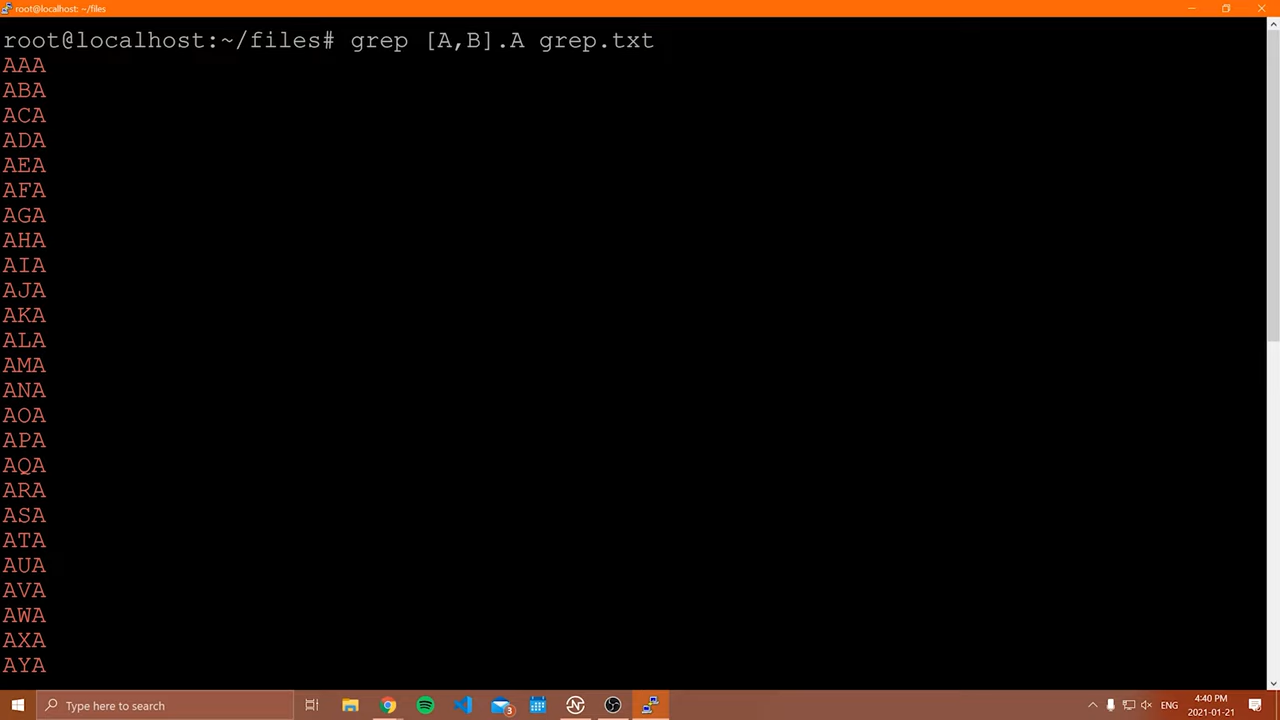 root@localhost: ~/files
root@localhost:~/files# grep [A,B].A grep.txt
AAA
ABA
ACA
ADA
AEA
AFA
AGA
AHA
AIA
AJA
AKA
ALA
AMA
ANA
AOA
APA
AQA
ARA
ASA
ATA
AUA
AVA
AWA
AXA
AYA
Type here to search
3
ENG
4:40 PM
2021-01-21